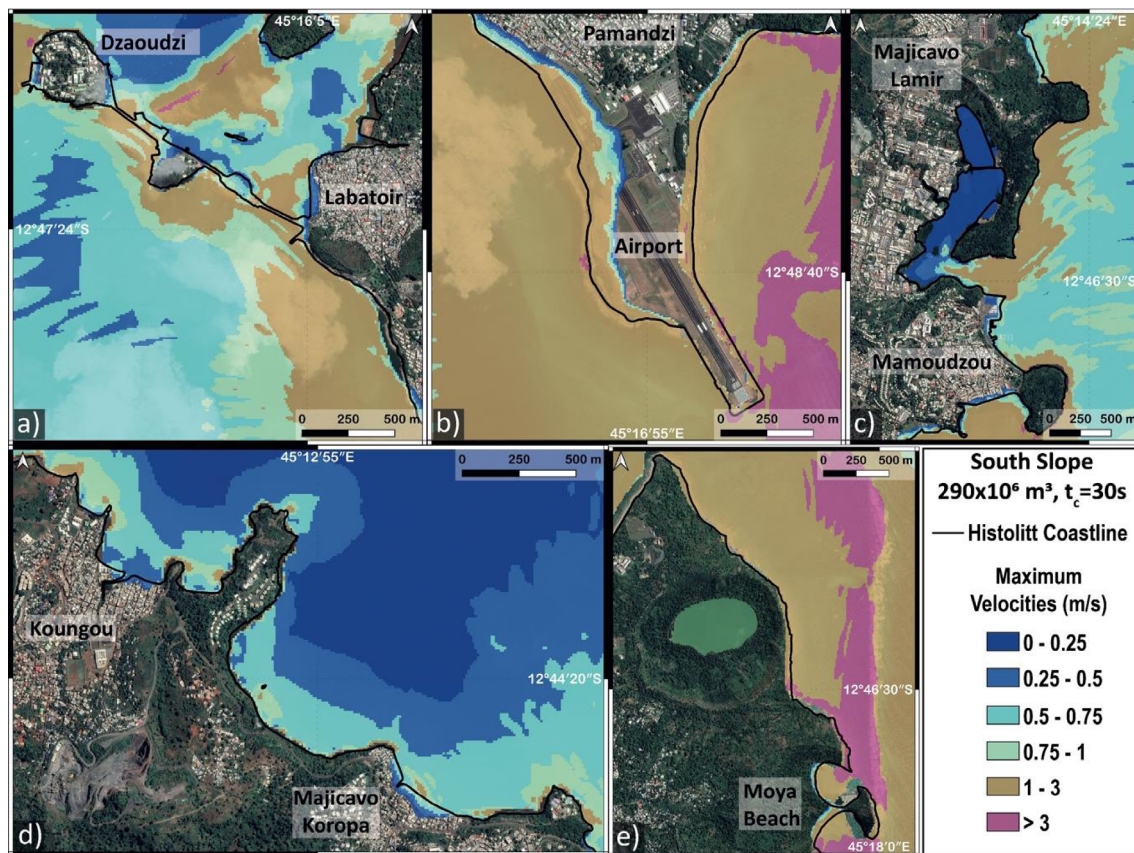 45°16′5″E
Dzaoudzi
Labatoir
12°47′24″S
0 250 500 m
a)
Pamandzi
Airport
12°48′40″S
0 250 500 m
b)
45°16′55″E
45°14′24″E
Majicavo
Lamir
12°46′30″S
Mamoudzou
0 250 500 m
c)
45°12′55″E
0 250 500 m
Koungou
12°44′20″S
Majicavo
Koropa
d)
0 250 500 m
12°46′30″S
Moya
Beach
e)
45°18′0″E
South Slope
290x10⁶ m³, t_c=30s
Histolitt Coastline
Maximum
Velocities (m/s)
0 - 0.25
0.25 - 0.5
0.5 - 0.75
0.75 - 1
1 - 3
> 3